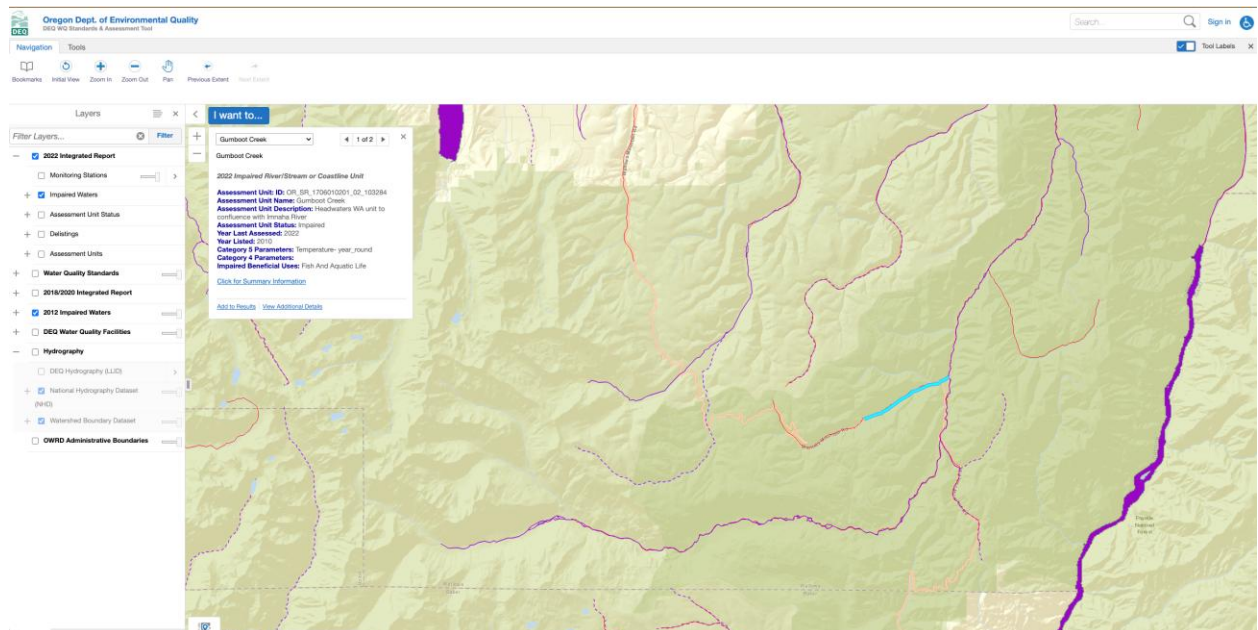 Oregon Dept. of Environmental Quality
DEQ WQ Standards & Assessment Tool
DEQ
Search...
Sign in
Navigation
Tools
Tool Labels
Bookmarks
Initial View
Zoom In
Zoom Out
Pan
Previous Extent
Next Extent
Layers
Filter Layers...
Filter
2022 Integrated Report
Monitoring Stations
Impaired Waters
Assessment Unit Status
Delistings
Assessment Units
Water Quality Standards
2018/2020 Integrated Report
2012 Impaired Waters
DEQ Water Quality Facilities
Hydrography
DEQ Hydrography (LLID)
National Hydrography Dataset
(NHD)
Watershed Boundary Dataset
OWRD Administrative Boundaries
I want to...
Gumboot Creek
1 of 2
Gumboot Creek
2022 Impaired River/Stream or Coastline Unit
Assessment Unit: ID: OR_SR_1706010201_02_103284
Assessment Unit Name: Gumboot Creek
Assessment Unit Description: Headwaters WA unit to
confluence with Imnaha River
Assessment Unit Status: Impaired
Year Last Assessed: 2022
Year Listed: 2010
Category 5 Parameters: Temperature- year_round
Category 4 Parameters:
Impaired Beneficial Uses: Fish And Aquatic Life
Click for Summary Information
Add to Results
View Additional Details